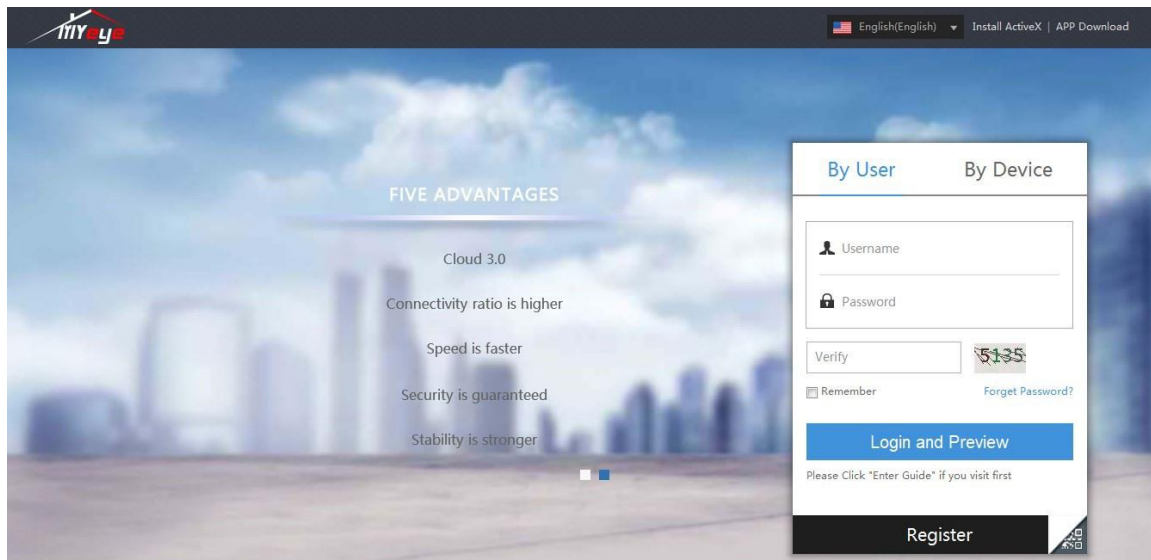 MYeye
English(English)
Install ActiveX | APP Download
FIVE ADVANTAGES
Cloud 3.0
Connectivity ratio is higher
Speed is faster
Security is guaranteed
Stability is stronger
By User
By Device
Username
Password
Verify
5135
Remember
Forget Password?
Login and Preview
Please Click "Enter Guide" if you visit first
Register